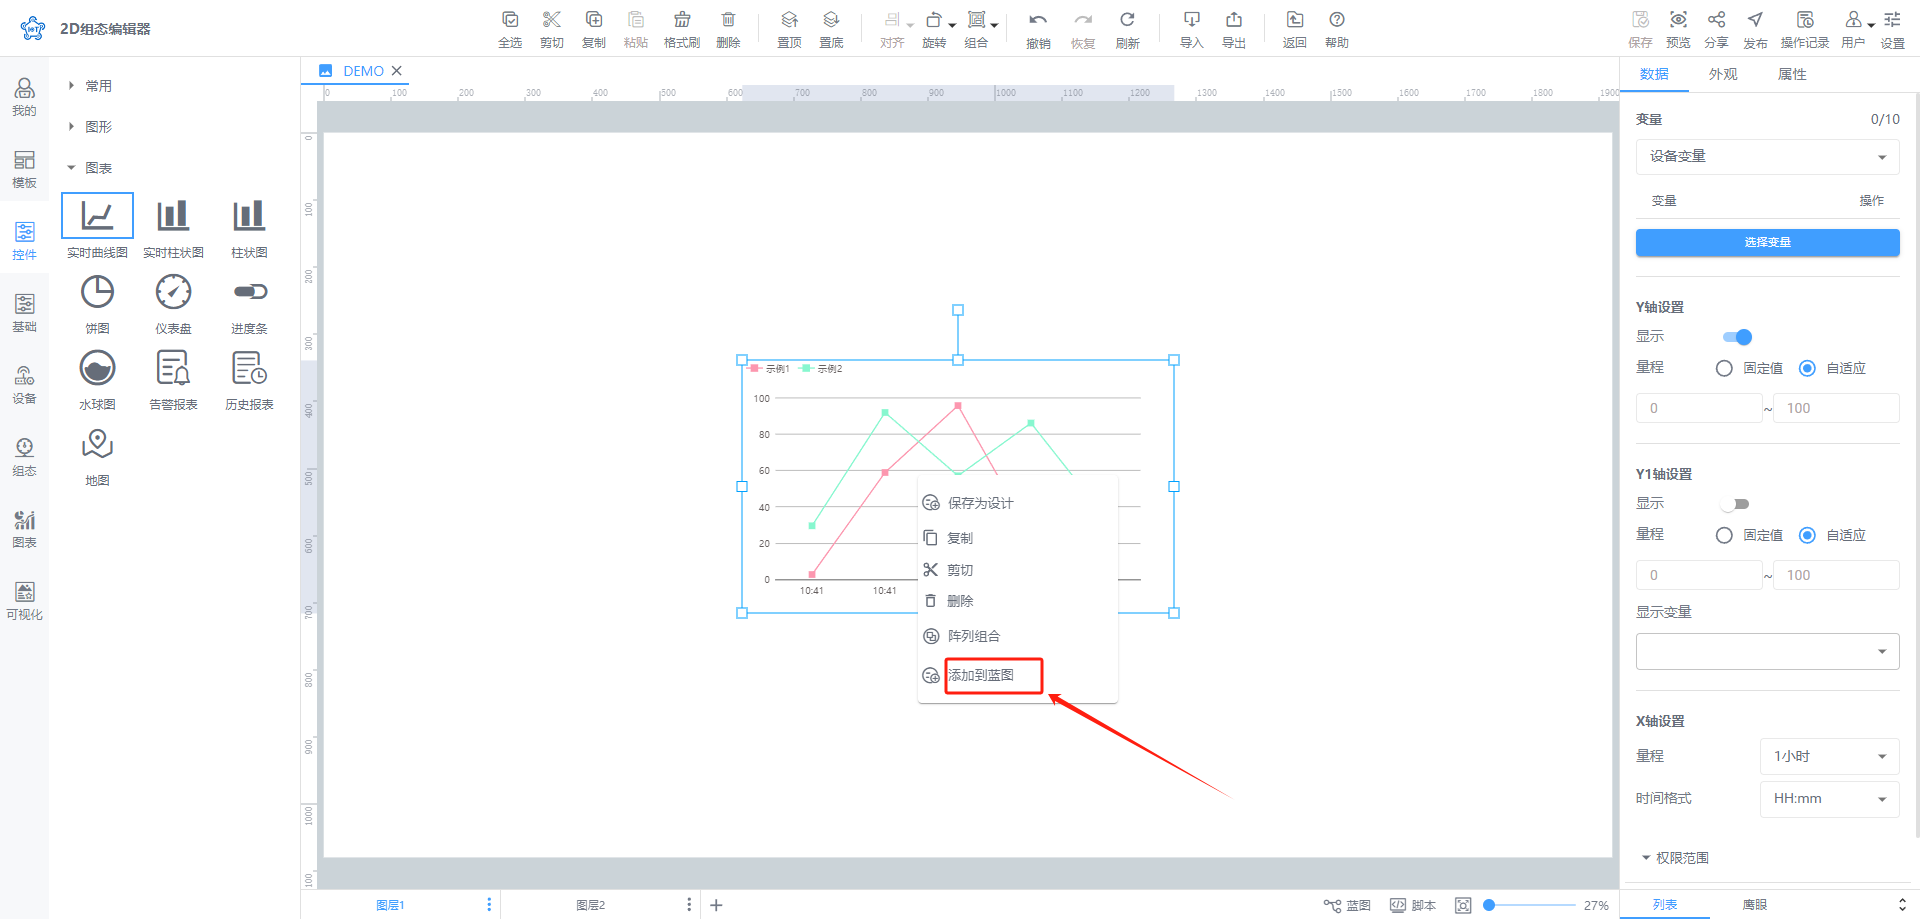 2D组态编辑器
全选 剪切 复制 粘贴 格式刷 删除 置顶 置底 对齐 旋转 组合 撤销 恢复 刷新 导入 导出 返回 帮助 保存 预览 分享 发布 操作记录 用户 设置
我的
模板
控件
基础
设备
组态
图表
可视化
常用
图形
图表
实时曲线图 实时柱状图 柱状图
饼图 仪表盘 进度条
水球图 告警报表 历史报表
地图
DEMO
0 100 200 300 400 500 600 700 800 900 1000 1100 1200 1300 1400 1500 1600 1700 1800 1900
0
100
200
300
400
500
600
700
800
900
1000
1100
示例1 示例2
100
80
60
40
20
0
10:41 10:41
保存为设计
复制
剪切
删除
阵列组合
添加到蓝图
数据 外观 属性
变量 0/10
设备变量
变量 操作
选择变量
Y轴设置
显示
量程 固定值 自适应
0 ~ 100
Y1轴设置
显示
量程 固定值 自适应
0 ~ 100
显示变量
X轴设置
量程 1小时
时间格式 HH:mm
权限范围
图层1 图层2 蓝图 脚本 27% 列表 鹰眼